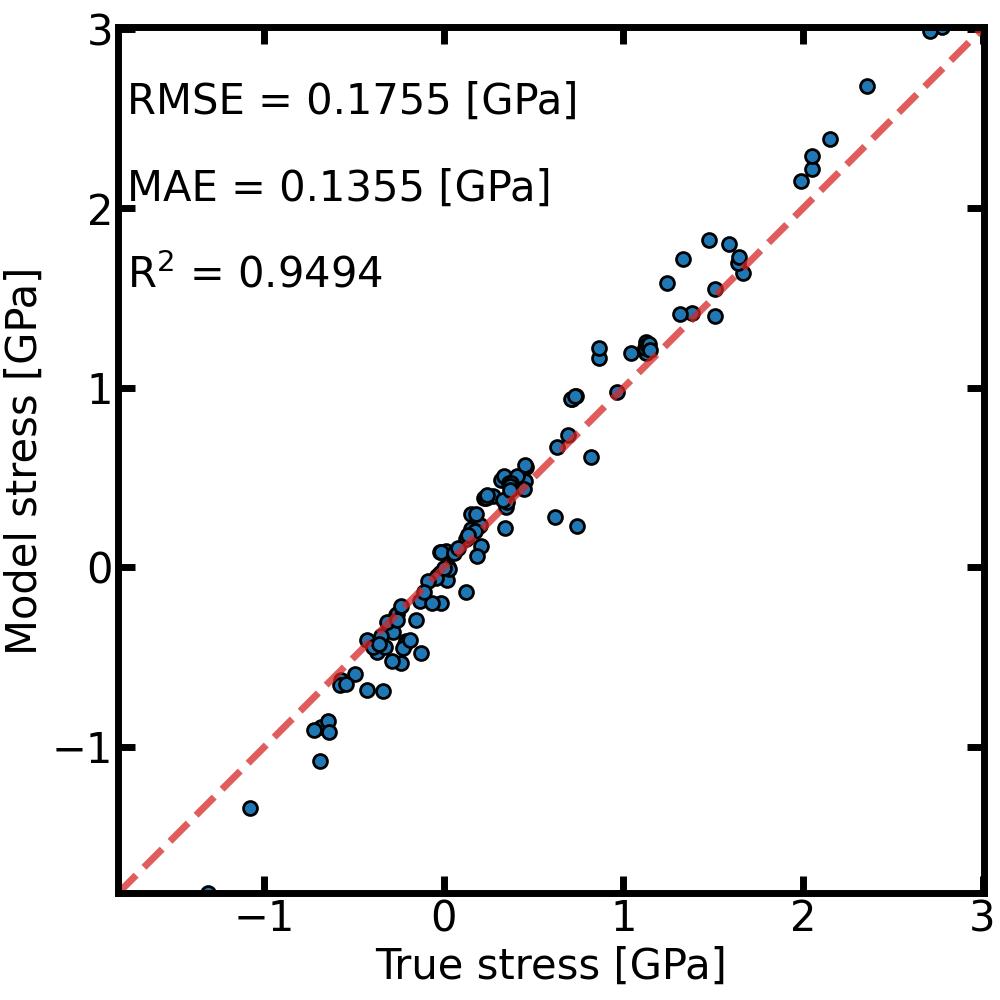 RMSE = 0.1755 [GPa]
MAE = 0.1355 [GPa]
R² = 0.9494
Model stress [GPa]
3
2
1
0
−1
−1 0 1 2 3
True stress [GPa]